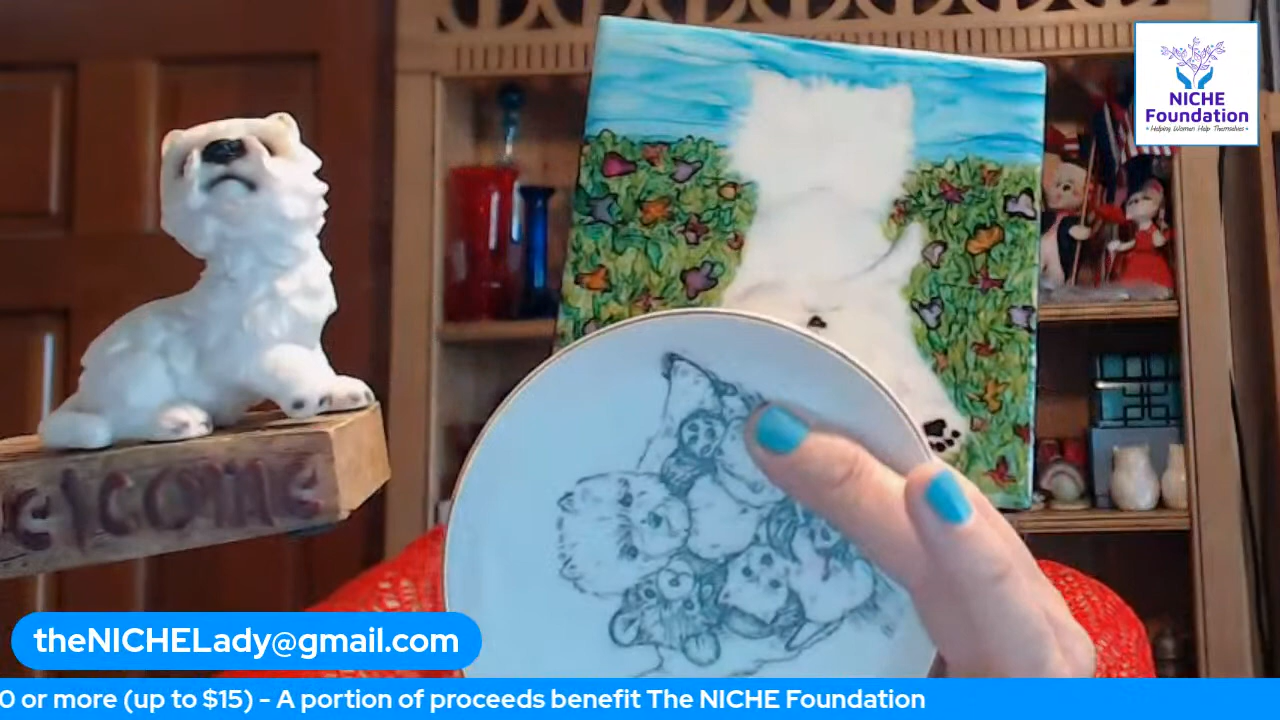 NICHE
Foundation
• Helping Women Help Themselves •
WELCOME
theNICHELady@gmail.com
0 or more (up to $15) – A portion of proceeds benefit The NICHE Foundation